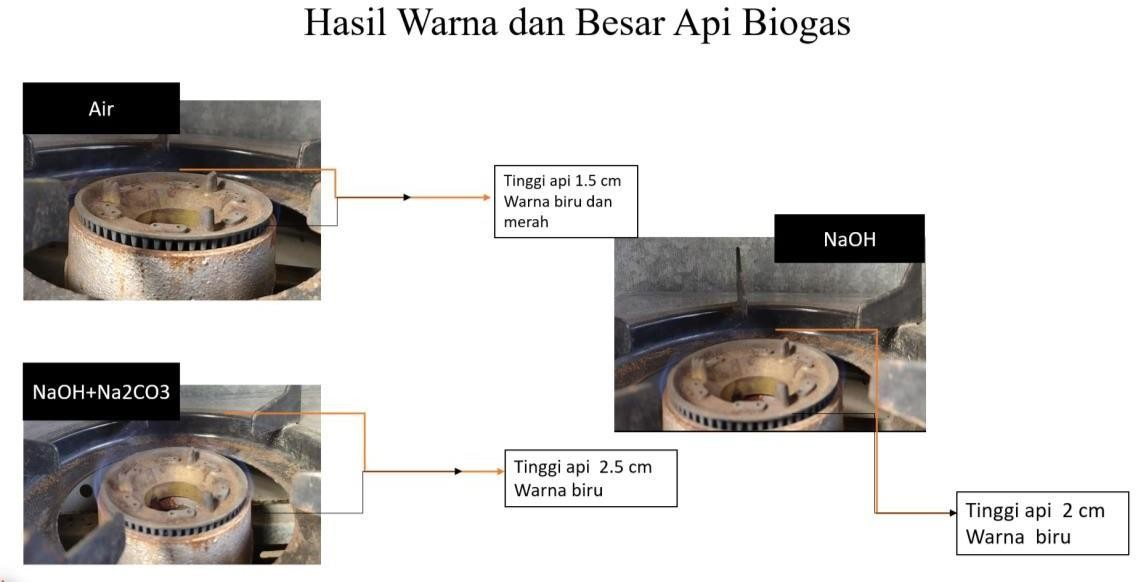 Hasil Warna dan Besar Api Biogas
Air
Tinggi api 1.5 cm
Warna biru dan
merah
NaOH
NaOH+Na2CO3
Tinggi api 2.5 cm
Warna biru
Tinggi api 2 cm
Warna biru